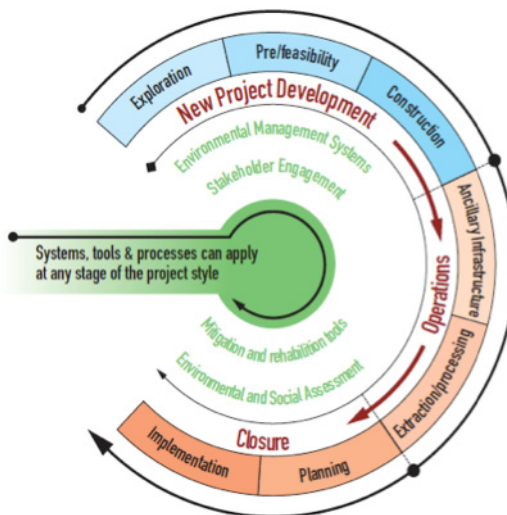 Exploration
Pre/feasibility
Construction
New Project Development
Environmental Management Systems
Stakeholder Engagement
Systems, tools & processes can apply
at any stage of the project style
Ancillary Infrastructure
Operations
Extraction/processing
Mitigation and rehabilition tools
Environmental and Social Assessment
Closure
Planning
Implementation